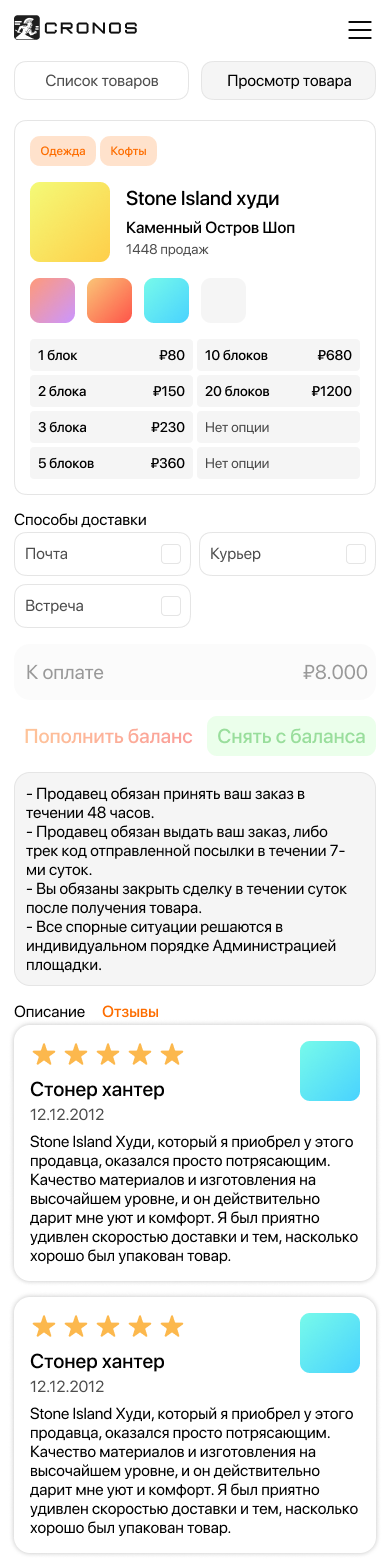 CRONOS
Список товаров
Просмотр товара
Одежда
Кофты
Stone Island худи
Каменный Остров Шоп
1448 продаж
1 блок ₽80
10 блоков ₽680
2 блока ₽150
20 блоков ₽1200
3 блока ₽230
Нет опции
5 блоков ₽360
Нет опции
Способы доставки
Почта
Курьер
Встреча
К оплате ₽8.000
Пополнить баланс
Снять с баланса
- Продавец обязан принять ваш заказ в
течении 48 часов.
- Продавец обязан выдать ваш заказ, либо
трек код отправленной посылки в течении 7-
ми суток.
- Вы обязаны закрыть сделку в течении суток
после получения товара.
- Все спорные ситуации решаются в
индивидуальном порядке Администрацией
площадки.
Описание
Отзывы
Стонер хантер
12.12.2012
Stone Island Худи, который я приобрел у этого
продавца, оказался просто потрясающим.
Качество материалов и изготовления на
высочайшем уровне, и он действительно
дарит мне уют и комфорт. Я был приятно
удивлен скоростью доставки и тем, насколько
хорошо был упакован товар.
Стонер хантер
12.12.2012
Stone Island Худи, который я приобрел у этого
продавца, оказался просто потрясающим.
Качество материалов и изготовления на
высочайшем уровне, и он действительно
дарит мне уют и комфорт. Я был приятно
удивлен скоростью доставки и тем, насколько
хорошо был упакован товар.